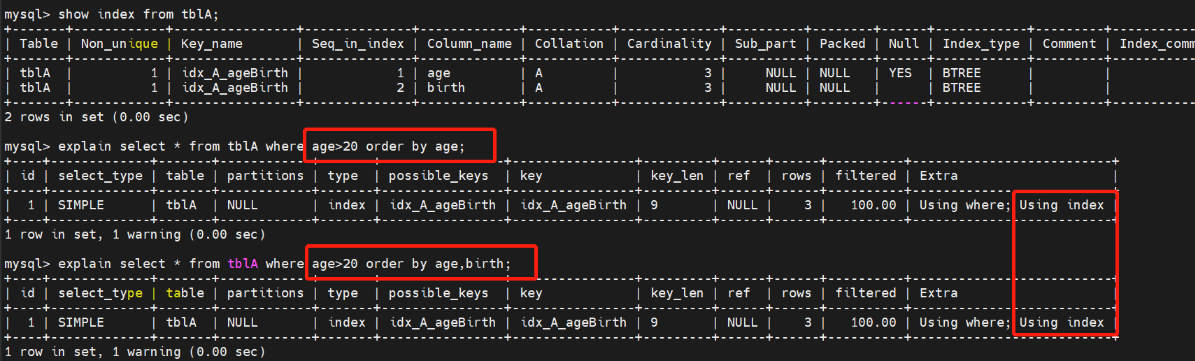 mysql> show index from tblA;
+-------+------------+---------------+--------------+-------------+-----------+-------------+----------+--------+------+------------+---------+-----------
| Table | Non_unique | Key_name | Seq_in_index | Column_name | Collation | Cardinality | Sub_part | Packed | Null | Index_type | Comment | Index_comm
+-------+------------+---------------+--------------+-------------+-----------+-------------+----------+--------+------+------------+---------+-----------
| tblA | 1 | idx_A_ageBirth | 1 | age | A | 3 | NULL | NULL | YES | BTREE | |
| tblA | 1 | idx_A_ageBirth | 2 | birth | A | 3 | NULL | NULL | | BTREE | |
+-------+------------+---------------+--------------+-------------+-----------+-------------+----------+--------+------+------------+---------+-----------
2 rows in set (0.00 sec)
mysql> explain select * from tblA where age>20 order by age;
+----+-------------+-------+------------+-------+----------------+----------------+---------+------+------+----------+--------------------------+
| id | select_type | table | partitions | type | possible_keys | key | key_len | ref | rows | filtered | Extra |
+----+-------------+-------+------------+-------+----------------+----------------+---------+------+------+----------+--------------------------+
| 1 | SIMPLE | tblA | NULL | index | idx_A_ageBirth | idx_A_ageBirth | 9 | NULL | 3 | 100.00 | Using where; Using index |
+----+-------------+-------+------------+-------+----------------+----------------+---------+------+------+----------+--------------------------+
1 row in set, 1 warning (0.00 sec)
mysql> explain select * from tblA where age>20 order by age,birth;
+----+-------------+-------+------------+-------+----------------+----------------+---------+------+------+----------+--------------------------+
| id | select_type | table | partitions | type | possible_keys | key | key_len | ref | rows | filtered | Extra |
+----+-------------+-------+------------+-------+----------------+----------------+---------+------+------+----------+--------------------------+
| 1 | SIMPLE | tblA | NULL | index | idx_A_ageBirth | idx_A_ageBirth | 9 | NULL | 3 | 100.00 | Using where; Using index |
+----+-------------+-------+------------+-------+----------------+----------------+---------+------+------+----------+--------------------------+
1 row in set, 1 warning (0.00 sec)